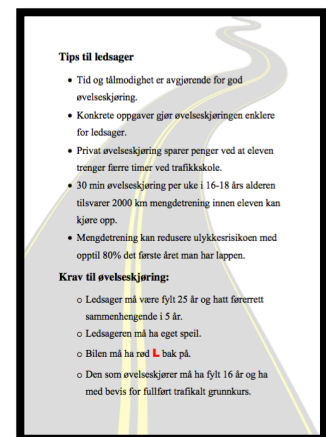 Tips til ledsager
• Tid og tålmodighet er avgjørende for god
øvelseskjøring.
• Konkrete oppgaver gjør øvelseskjøringen enklere
for ledsager.
• Privat øvelseskjøring sparer penger ved at eleven
trenger færre timer ved trafikkskole.
• 30 min øvelseskjøring per uke i 16-18 års alderen
tilsvarer 2000 km mengdetrening innen eleven kan
kjøre opp.
• Mengdetrening kan redusere ulykkesrisikoen med
opptil 80% det første året man har lappen.
Krav til øvelseskjøring:
o Ledsager må være fylt 25 år og hatt førerrett
sammenhengende i 5 år.
o Ledsageren må ha eget speil.
o Bilen må ha rød L bak på.
o Den som øvelseskjører må ha fylt 16 år og ha
med bevis for fullført trafikalt grunnkurs.